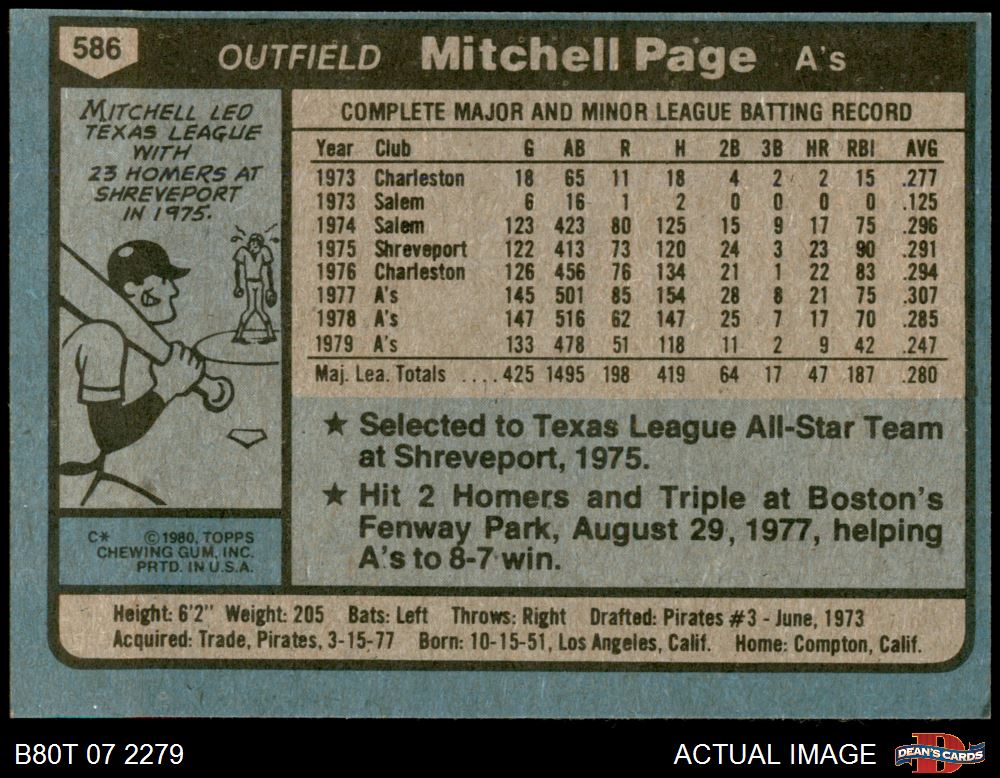 586 OUTFIELD Mitchell Page A's
MITCHELL LED
TEXAS LEAGUE
WITH
23 HOMERS AT
SHREVEPORT
IN 1975.
C* ©1980, TOPPS
CHEWING GUM, INC.
PRTD. IN U.S.A.
COMPLETE MAJOR AND MINOR LEAGUE BATTING RECORD
Year Club G AB R H 2B 3B HR RBI AVG
1973 Charleston 18 65 11 18 4 2 2 15 .277
1973 Salem 6 16 1 2 0 0 0 0 .125
1974 Salem 123 423 80 125 15 9 17 75 .296
1975 Shreveport 122 413 73 120 24 3 23 90 .291
1976 Charleston 126 456 76 134 21 1 22 83 .294
1977 A's 145 501 85 154 28 8 21 75 .307
1978 A's 147 516 62 147 25 7 17 70 .285
1979 A's 133 478 51 118 11 2 9 42 .247
Maj. Lea. Totals ....425 1495 198 419 64 17 47 187 .280
★ Selected to Texas League All-Star Team
at Shreveport, 1975.
★ Hit 2 Homers and Triple at Boston's
Fenway Park, August 29, 1977, helping
A's to 8-7 win.
Height: 6'2" Weight: 205 Bats: Left Throws: Right Drafted: Pirates #3 - June, 1973
Acquired: Trade, Pirates, 3-15-77 Born: 10-15-51, Los Angeles, Calif. Home: Compton, Calif.
B80T 07 2279 ACTUAL IMAGE D DEAN'S CARDS